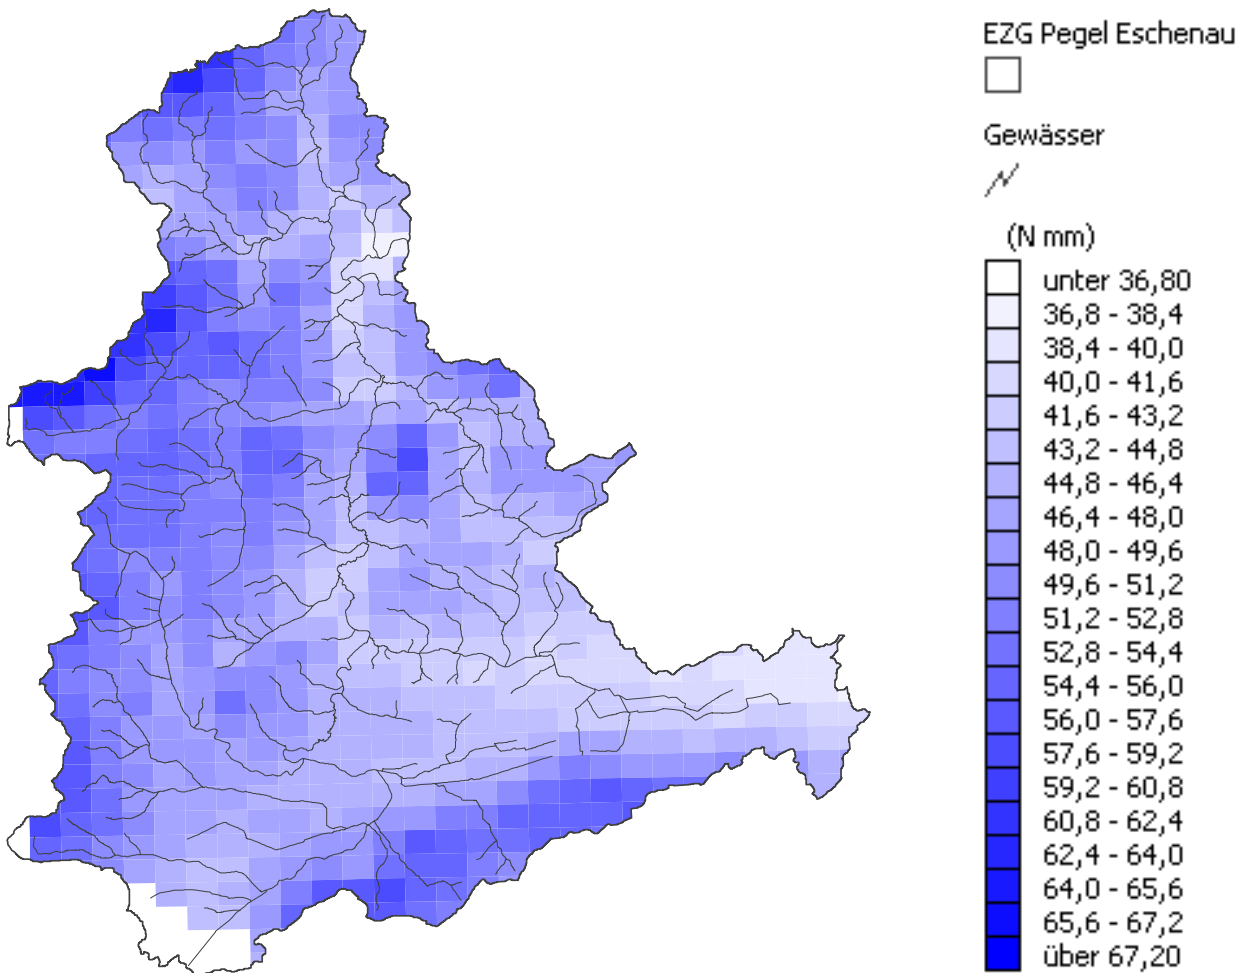 EZG Pegel Eschenau
Gewässer
(N mm)
unter 36,80
36,8 - 38,4
38,4 - 40,0
40,0 - 41,6
41,6 - 43,2
43,2 - 44,8
44,8 - 46,4
46,4 - 48,0
48,0 - 49,6
49,6 - 51,2
51,2 - 52,8
52,8 - 54,4
54,4 - 56,0
56,0 - 57,6
57,6 - 59,2
59,2 - 60,8
60,8 - 62,4
62,4 - 64,0
64,0 - 65,6
65,6 - 67,2
über 67,20